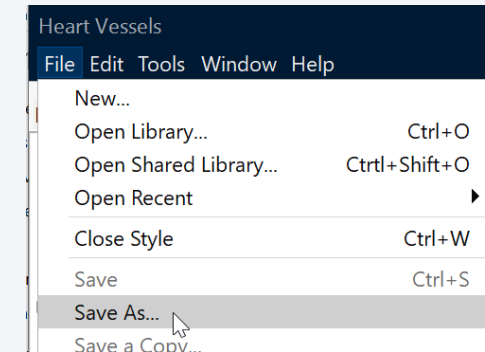 Heart Vessels
File Edit Tools Window Help
New...
Open Library... Ctrl+O
Open Shared Library... Ctrtl+Shift+O
Open Recent
Close Style Ctrl+W
Save Ctrl+S
Save As...
Save a Copy...